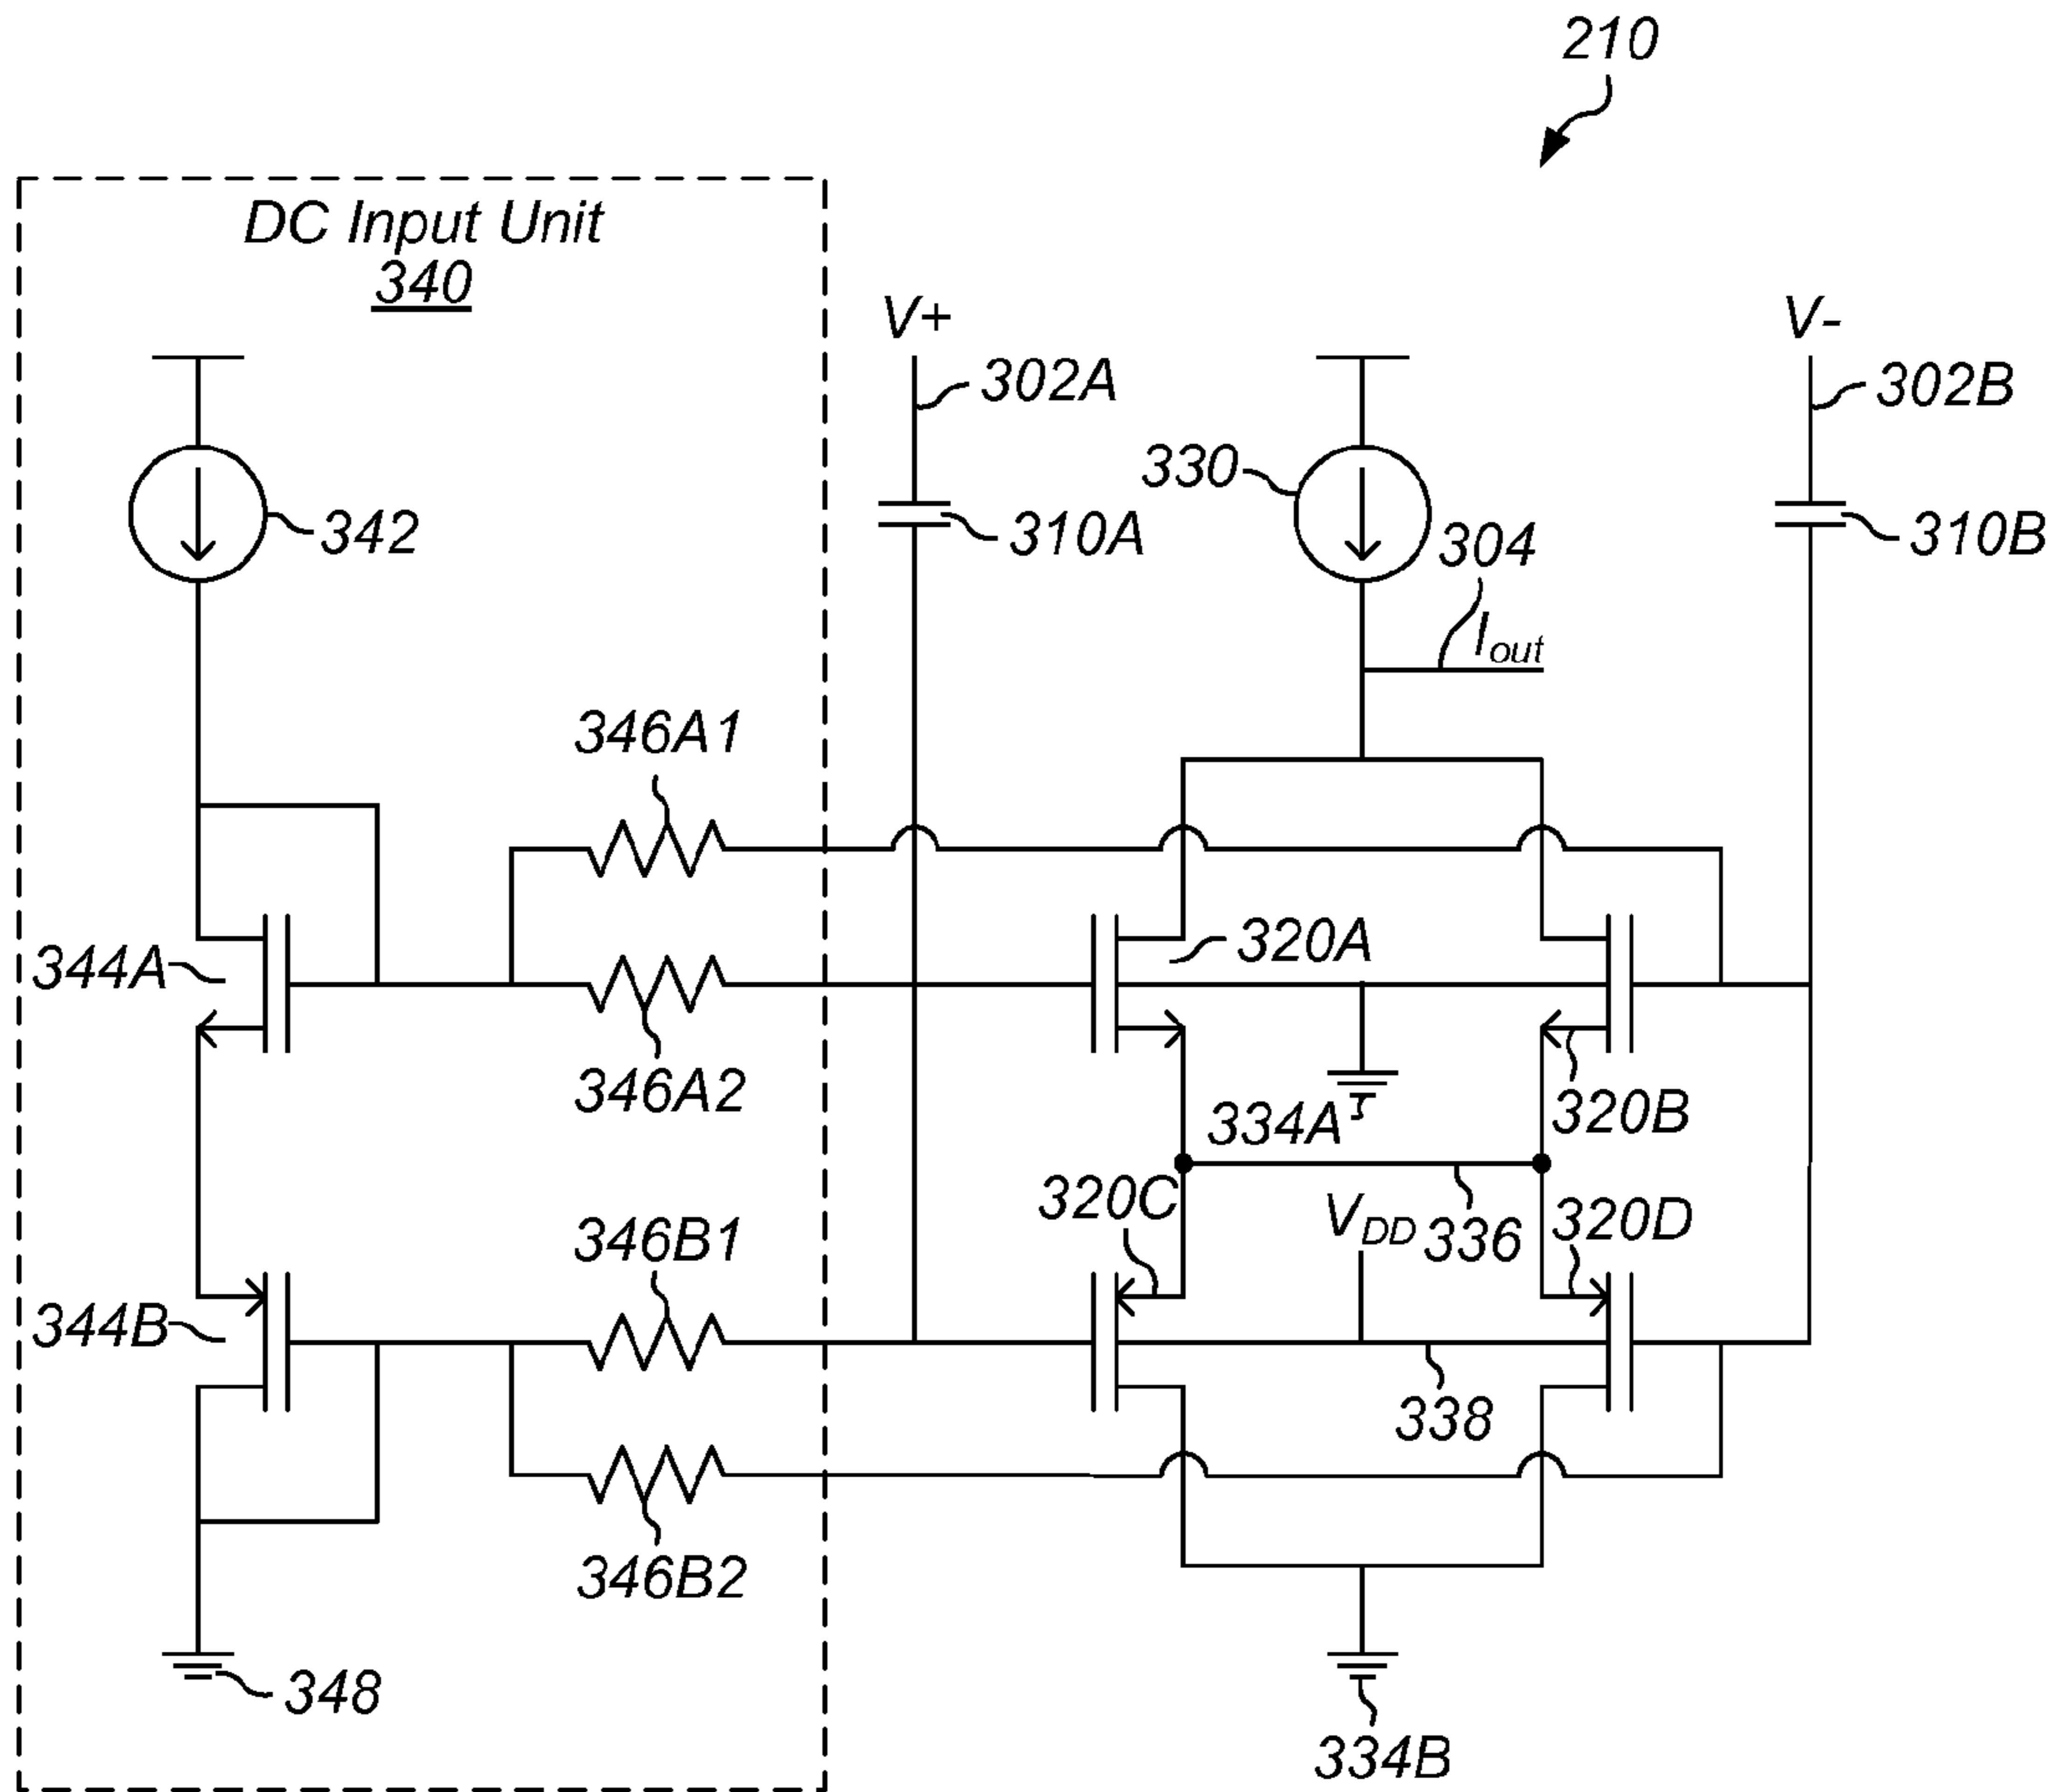 210
DC Input Unit
340
V+
V-
302A
302B
330
342
310A
304
310B
Iout
346A1
344A
320A
346A2
334A
320B
320C
VDD
336
320D
346B1
344B
338
346B2
348
334B